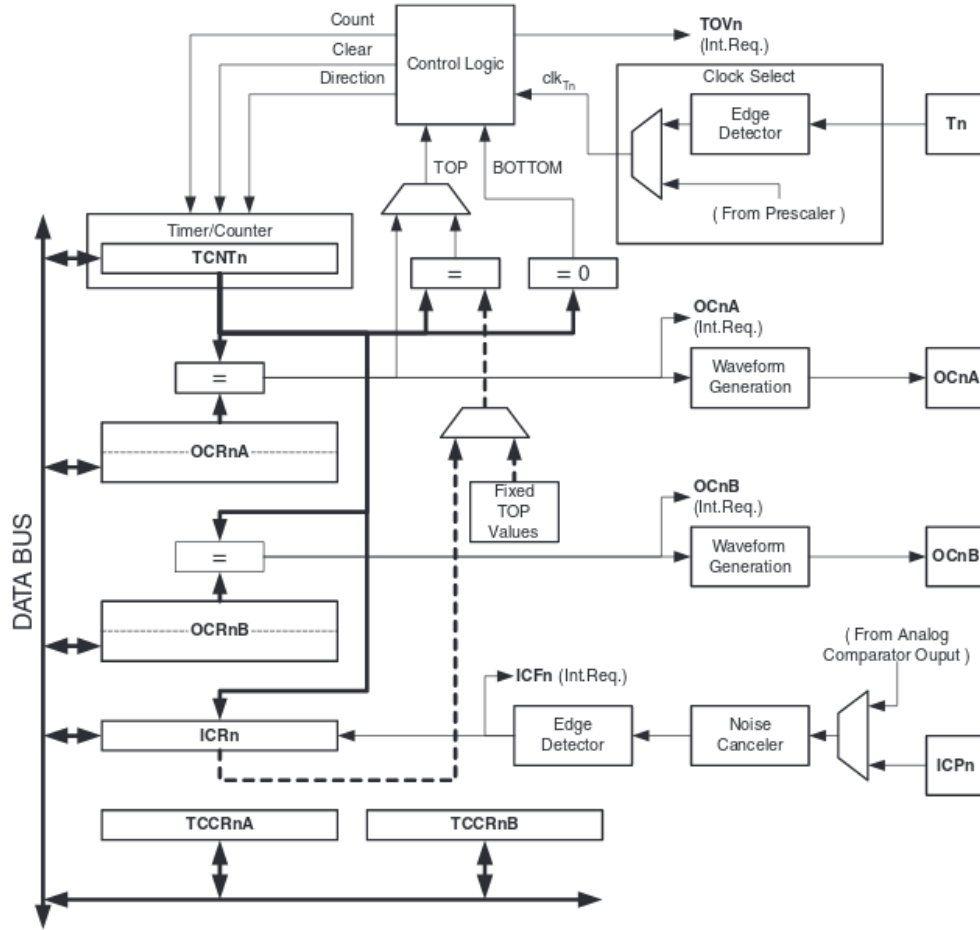 Count
Clear
Direction
Control Logic
TOVn
(Int.Req.)
clkTn
Clock Select
Edge
Detector
Tn
( From Prescaler )
TOP
BOTTOM
Timer/Counter
TCNTn
=
= 0
OCnA
(Int.Req.)
=
Waveform
Generation
OCnA
OCRnA
Fixed
TOP
Values
OCnB
(Int.Req.)
=
Waveform
Generation
OCnB
DATA BUS
OCRnB
( From Analog
Comparator Ouput )
ICFn (Int.Req.)
ICRn
Edge
Detector
Noise
Canceler
ICPn
TCCRnA
TCCRnB